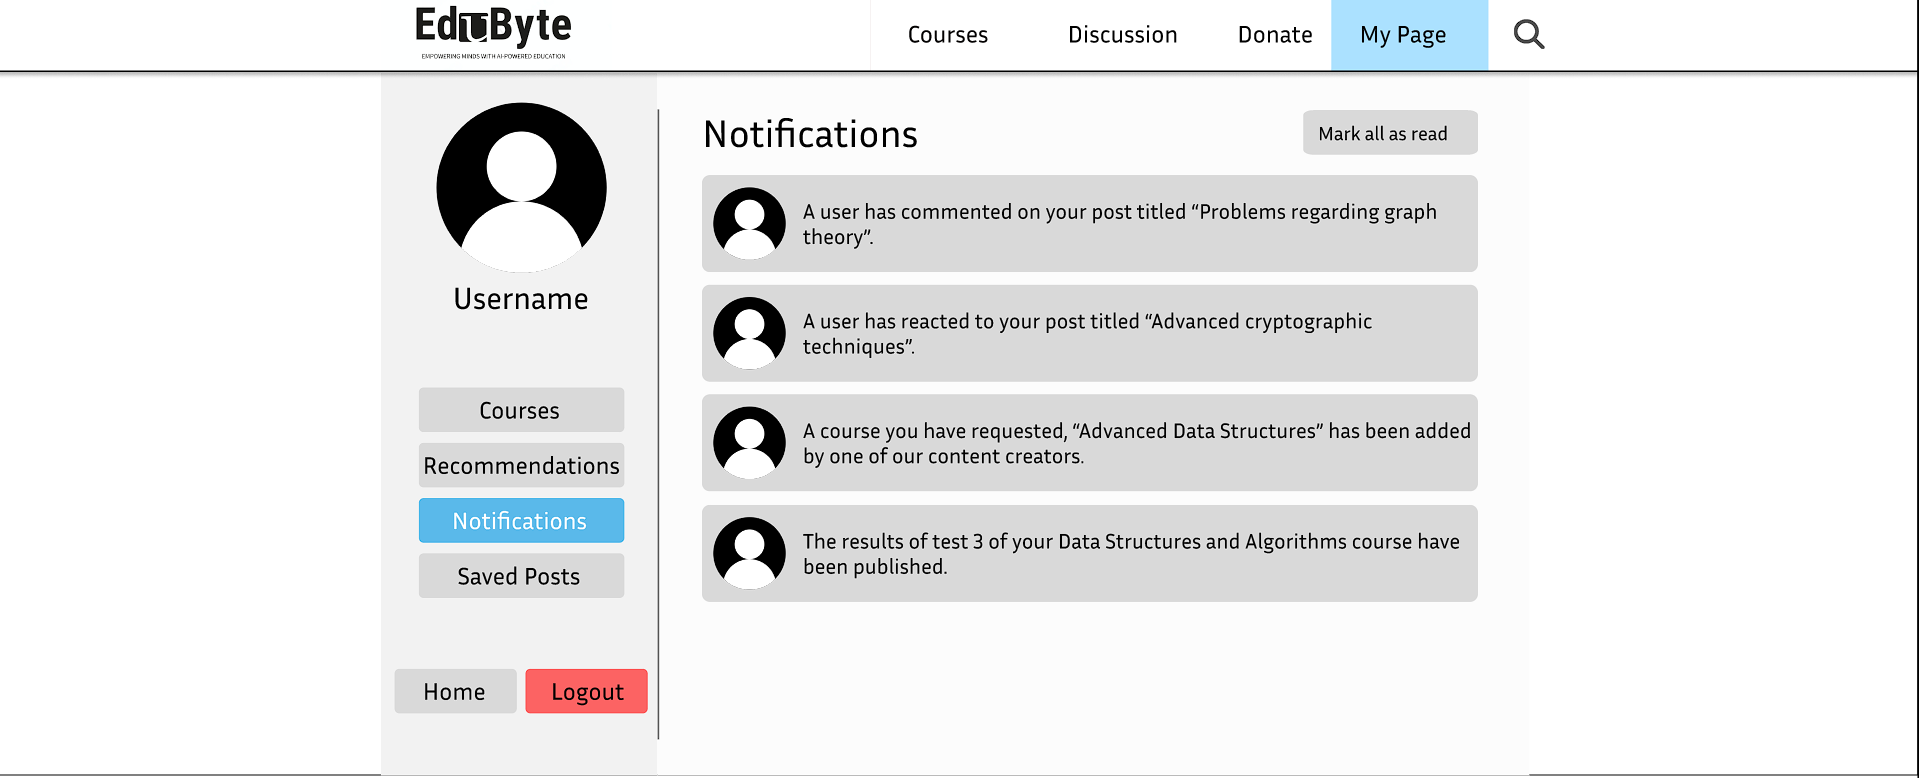 EduByte
EMPOWERING MINDS WITH AI-POWERED EDUCATION
Courses
Discussion
Donate
My Page
Username
Courses
Recommendations
Notifications
Saved Posts
Home
Logout
Notifications
Mark all as read
A user has commented on your post titled “Problems regarding graph
theory”.
A user has reacted to your post titled “Advanced cryptographic
techniques”.
A course you have requested, “Advanced Data Structures” has been added
by one of our content creators.
The results of test 3 of your Data Structures and Algorithms course have
been published.